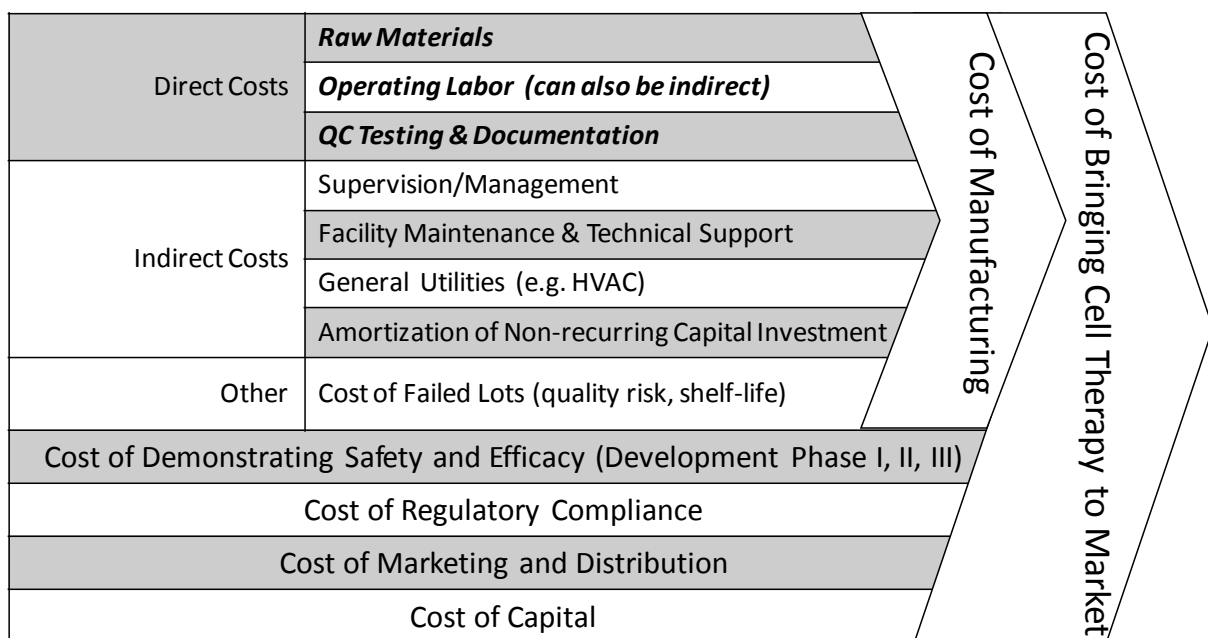 Direct Costs
Raw Materials
Operating Labor (can also be indirect)
QC Testing & Documentation
Indirect Costs
Supervision/Management
Facility Maintenance & Technical Support
General Utilities (e.g. HVAC)
Amortization of Non-recurring Capital Investment
Other
Cost of Failed Lots (quality risk, shelf-life)
Cost of Demonstrating Safety and Efficacy (Development Phase I, II, III)
Cost of Regulatory Compliance
Cost of Marketing and Distribution
Cost of Capital
Cost of Manufacturing
Cost of Bringing Cell Therapy to Market